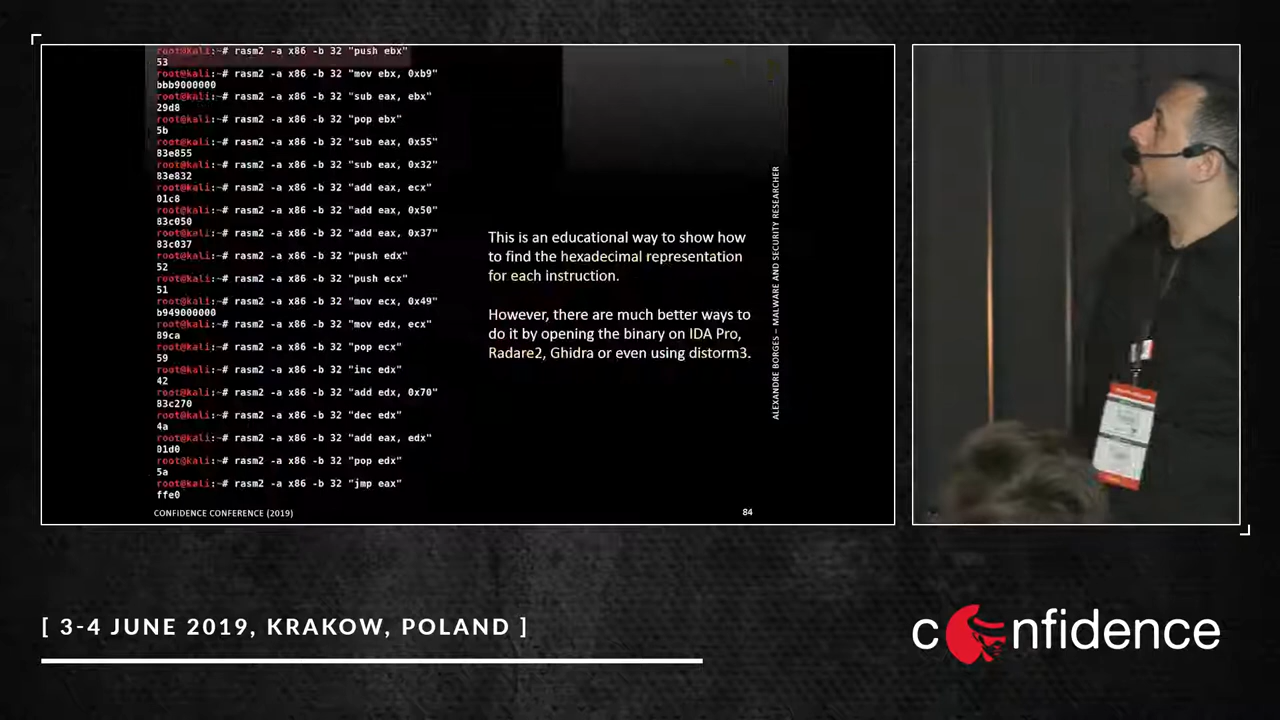 root@kali:~# rasm2 -a x86 -b 32 "push ebx"
53
root@kali:~# rasm2 -a x86 -b 32 "mov ebx, 0xb9"
bbb9000000
root@kali:~# rasm2 -a x86 -b 32 "sub eax, ebx"
29d8
root@kali:~# rasm2 -a x86 -b 32 "pop ebx"
5b
root@kali:~# rasm2 -a x86 -b 32 "sub eax, 0x55"
83e855
root@kali:~# rasm2 -a x86 -b 32 "sub eax, 0x32"
83e832
root@kali:~# rasm2 -a x86 -b 32 "add eax, ecx"
01c8
root@kali:~# rasm2 -a x86 -b 32 "add eax, 0x50"
83c050
root@kali:~# rasm2 -a x86 -b 32 "add eax, 0x37"
83c037
root@kali:~# rasm2 -a x86 -b 32 "push edx"
52
root@kali:~# rasm2 -a x86 -b 32 "push ecx"
51
root@kali:~# rasm2 -a x86 -b 32 "mov ecx, 0x49"
b949000000
root@kali:~# rasm2 -a x86 -b 32 "mov edx, ecx"
89ca
root@kali:~# rasm2 -a x86 -b 32 "pop ecx"
59
root@kali:~# rasm2 -a x86 -b 32 "inc edx"
42
root@kali:~# rasm2 -a x86 -b 32 "add edx, 0x70"
83c270
root@kali:~# rasm2 -a x86 -b 32 "dec edx"
4a
root@kali:~# rasm2 -a x86 -b 32 "add eax, edx"
01d0
root@kali:~# rasm2 -a x86 -b 32 "pop edx"
5a
root@kali:~# rasm2 -a x86 -b 32 "jmp eax"
ffe0
This is an educational way to show how
to find the hexadecimal representation
for each instruction.
However, there are much better ways to
do it by opening the binary on IDA Pro,
Radare2, Ghidra or even using distorm3.
ALEXANDRE BORGES – MALWARE AND SECURITY RESEARCHER
CONFIDENCE CONFERENCE (2019)
84
[ 3-4 JUNE 2019, KRAKOW, POLAND ]
confidence